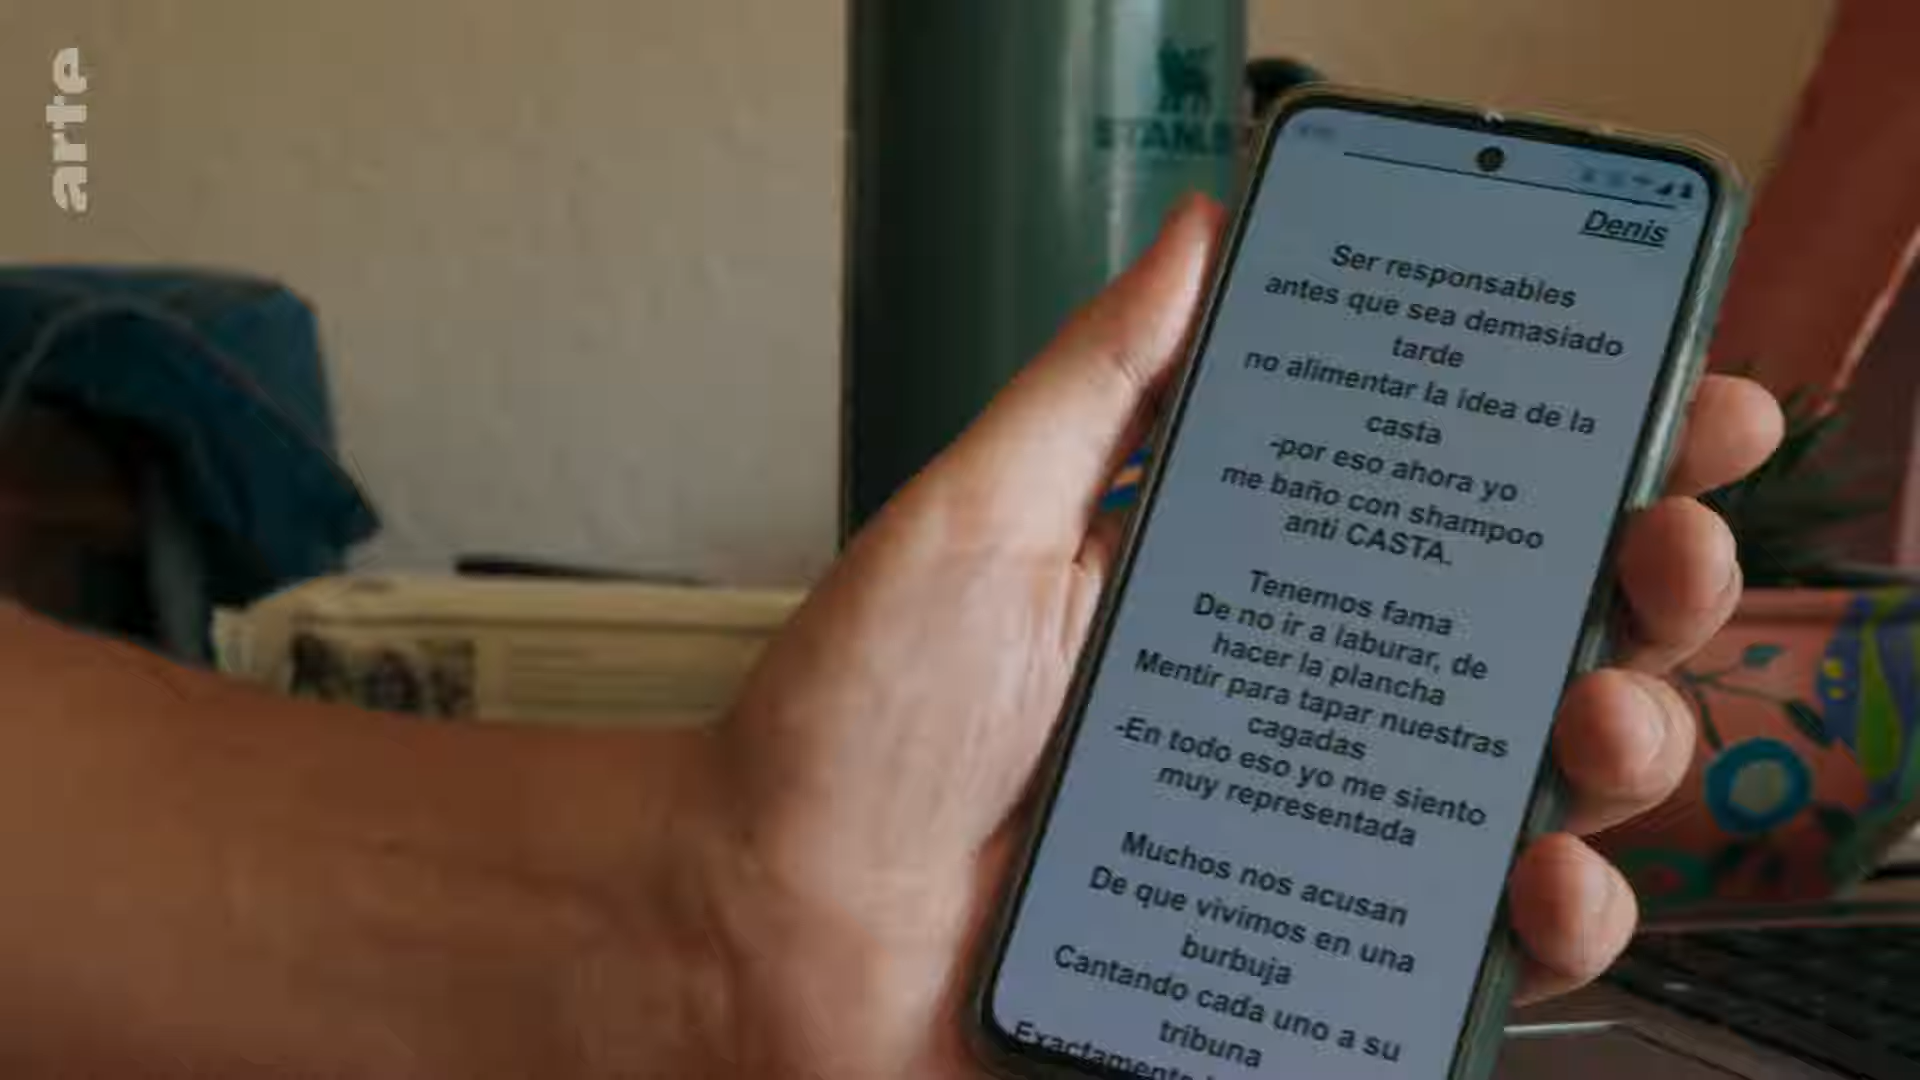 arte
STANLEY
Denis
Ser responsables
antes que sea demasiado
tarde
no alimentar la idea de la
casta
-por eso ahora yo
me baño con shampoo
anti CASTA.
Tenemos fama
De no ir a laburar, de
hacer la plancha
Mentir para tapar nuestras
cagadas
-En todo eso yo me siento
muy representada
Muchos nos acusan
De que vivimos en una
burbuja
Cantando cada uno a su
tribuna
Exactamente